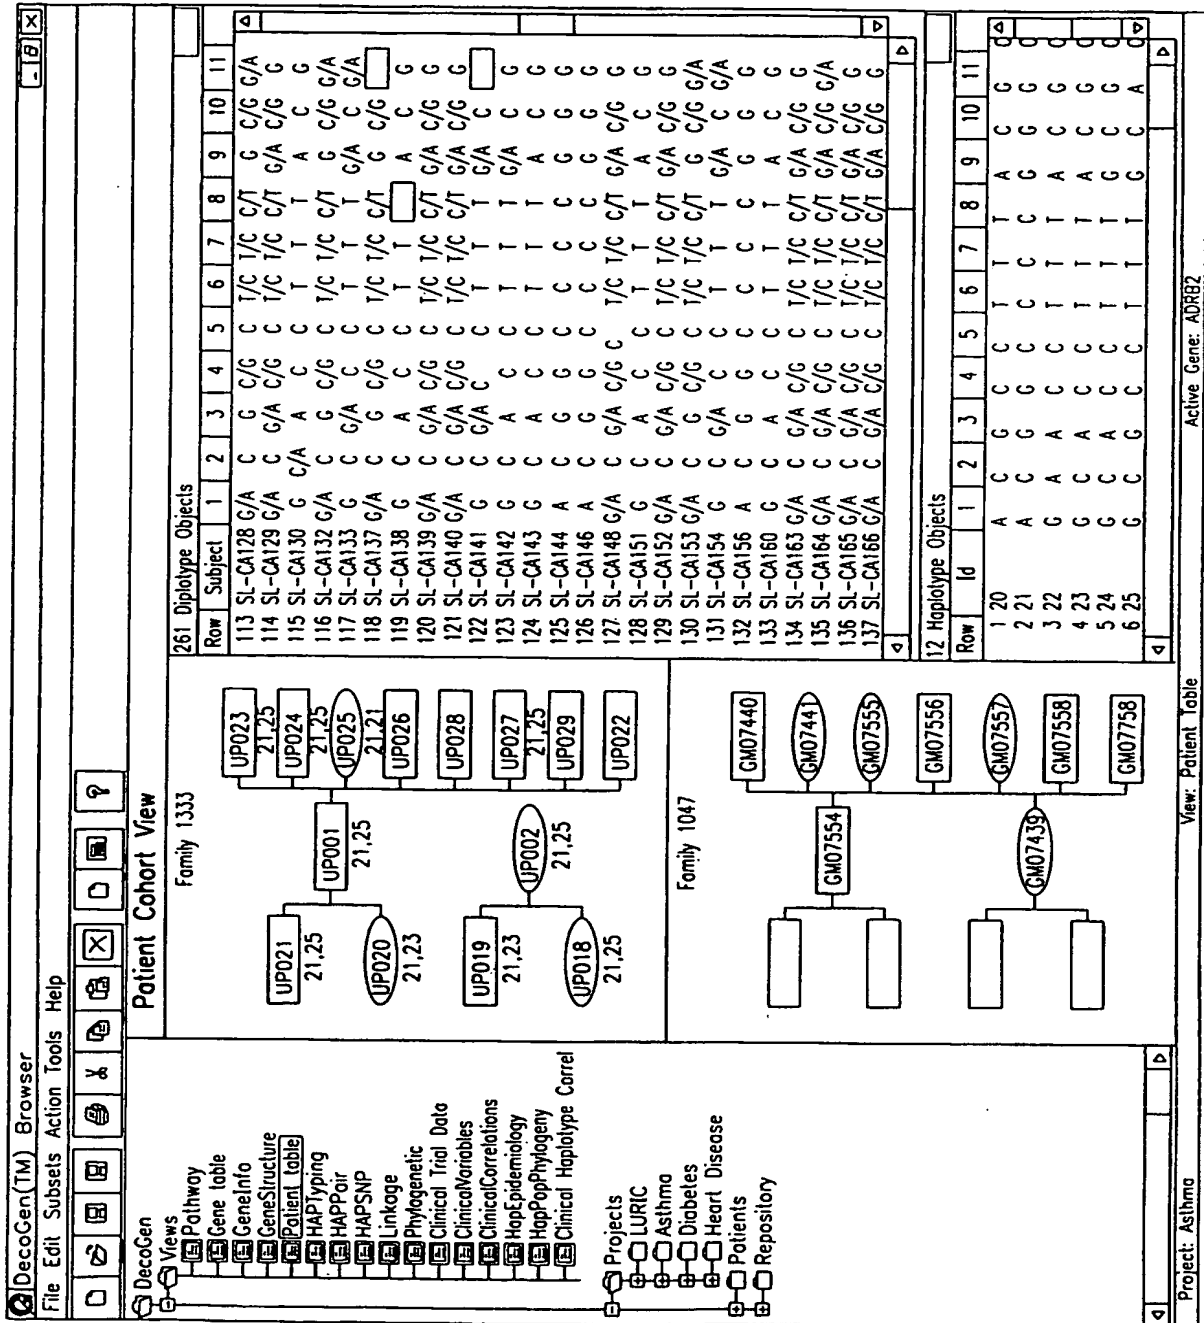 DecoGen(TM) Browser
File Edit Subsets Action Tools Help
?
DecoGen
Views
Pathway
Gene table
GeneInfo
GeneStructure
Patient table
HAPTyping
HAPPair
HAPSNP
Linkage
Phylogenetic
Clinical Trial Data
ClinicalVariables
ClinicalCorrelations
HapEpidemiology
HapPopPhylogeny
Clinical Haplotype Correl
Projects
LURIC
Asthma
Diabetes
Heart Disease
Patients
Repository
Patient Cohort View
Family 1333
UP021
21,25
UP020
21,23
UP019
21,23
UP018
21,25
UP001
21,25
UP002
21,25
UP023
21,25
UP024
21,25
UP025
21,21
UP026
UP028
UP027
21,25
UP029
UP022
Family 1047
GM07554
GM07439
GM07440
GM07441
GM07555
GM07556
GM07557
GM07558
GM07758
261 Diplotype Objects
Row Subject 1 2 3 4 5 6 7 8 9 10 11
113 SL-CA128 G/A C G C/G C T/C T/C C/T G C/G G/A
114 SL-CA129 G/A C G/A C/G C T/C T/C C/T G/A C/G G
115 SL-CA130 G C/A A C C T T T A C G
116 SL-CA132 G/A C G C/G C T/C T/C C/T G C/G G/A
117 SL-CA133 G C G/A C C T T T G/A C G/A
118 SL-CA137 G/A C G C/G C T/C T/C C/T G C/G
119 SL-CA138 G C A C C T T A C G
120 SL-CA139 G/A C G/A C/G C T/C T/C C/T G/A C/G G
121 SL-CA140 G/A C G/A C/G C T/C T/C C/T G/A C/G G
122 SL-CA141 G C G/A C C T T T G/A C
123 SL-CA142 G C A C C T T T G/A C G
124 SL-CA143 G C A C C T T T A C G
125 SL-CA144 A C G G C C C C G G G
126 SL-CA146 A C G G C C C C G G G
127 SL-CA148 G/A C G/A C/G C T/C T/C C/T G/A C/G G
128 SL-CA151 G C A C C T T T A C G
129 SL-CA152 G/A C G/A C/G C T/C T/C C/T G/A C/G G
130 SL-CA153 G/A C G C/G C T/C T/C C/T G C/G G/A
131 SL-CA154 G C G/A C C T T T G/A C G/A
132 SL-CA156 A C G G C C C C G G G
133 SL-CA160 G C A C C T T T A C G
134 SL-CA163 G/A C G/A C/G C T/C T/C C/T G/A C/G G
135 SL-CA164 G/A C G/A C/G C T/C T/C C/T G/A C/G G/A
136 SL-CA165 G/A C G/A C/G C T/C T/C C/T G/A C/G G
137 SL-CA166 G/A C G/A C/G C T/C T/C C/T G/A C/G G
12 Haplotype Objects
Row Id 1 2 3 4 5 6 7 8 9 10 11
1 20 A C G C C T T T A C G
2 21 A C G G C C C C G G G
3 22 G A A C C T T T A C G
4 23 G C A C C T T T A C G
5 24 G C A C C T T T G C G
6 25 G C G C C T T T G C A
Project: Asthma View: Patient Table Active Gene: ADRB2